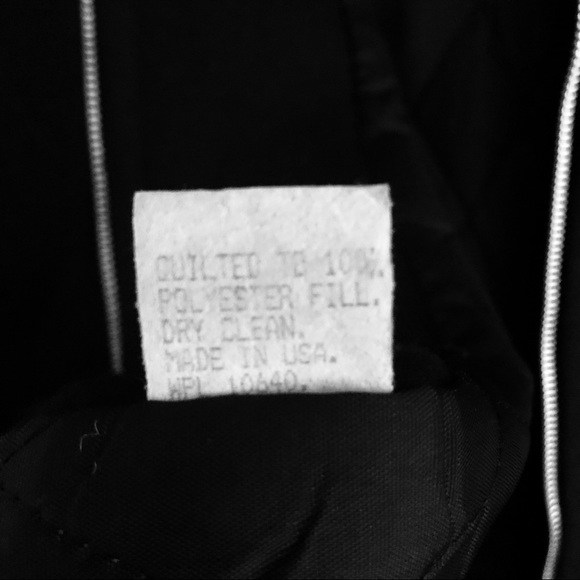 QUILTED TO 100%.
POLYESTER FILL.
DRY CLEAN.
MADE IN USA.
WPL 10640.